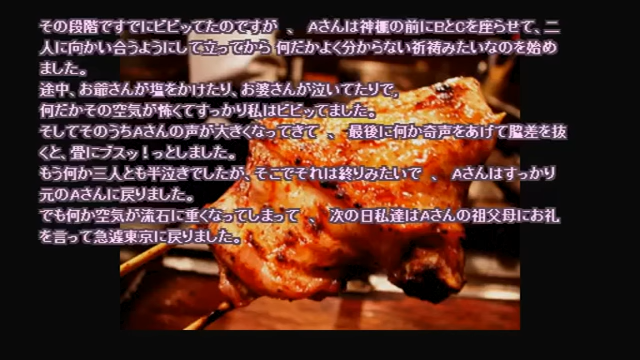 その段階ですでにビビッてたのですが　、　Aさんは神棚の前にBとCを座らせて、二
人に向かい合うようにして立ってから 何だかよく分からない祈祷みたいなのを始め
ました。
途中、お爺さんが塩をかけたり、お婆さんが泣いてたりで,
何だかその空気が怖くてすっかり私はビビッてました。
そしてそのうちAさんの声が大きくなってきて　、　最後に何か奇声をあげて脇差を抜
くと、畳にブスッ！っとしました。
もう何か三人とも半泣きでしたが、そこでそれは終りみたいで　、　Aさんはすっかり
元のAさんに戻りました。
でも何か空気が流石に重くなってしまって　、　次の日私達はAさんの祖父母にお礼
を言って急遽東京に戻りました。